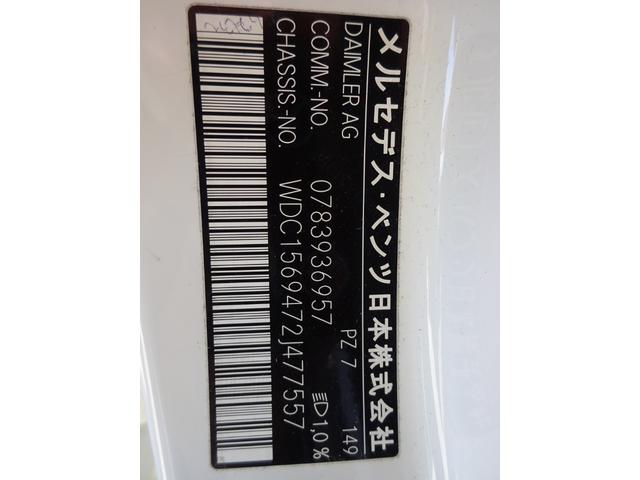 メルセデス・ベンツ日本株式会社
DAIMLER AG PZ 7 149
COMM.-NO. 0783936957 1,0%
CHASSIS.-NO. WDC1569472J477557